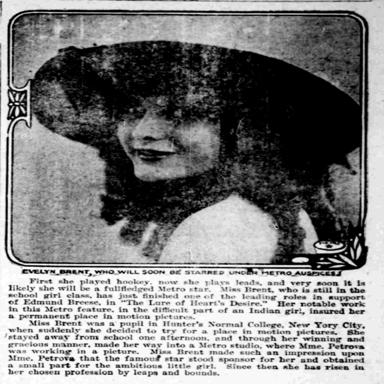 EVELYN BRENT, WHO WILL SOON BE STARRED UNDER METRO AUSPICES.
First she played hookey, now she plays leads, and very soon it is
likely she will be a fullfledged Metro star. Miss Brent, who is still in the
school girl class, has just finished one of the leading roles in support
of Edmund Breese, in "The Lure of Heart's Desire." Her notable work
in this Metro feature, in the difficult part of an Indian girl, insured her
a permanent place in motion pictures.
Miss Brent was a pupil in Hunter's Normal College, New Yory City,
when suddenly she decided to try for a place in motion pictures. She
stayed away from school one afternoon, and through her winning and
gracious manner, made her way into a Metro studio, where Mme. Petrova
was working in a picture. Miss Brent made such an impression upon
Mme. Petrova that the famous star stood sponsor for her and obtained
a small part for the ambitious little girl. Since then she has risen in
her chosen profession by leaps and bounds.